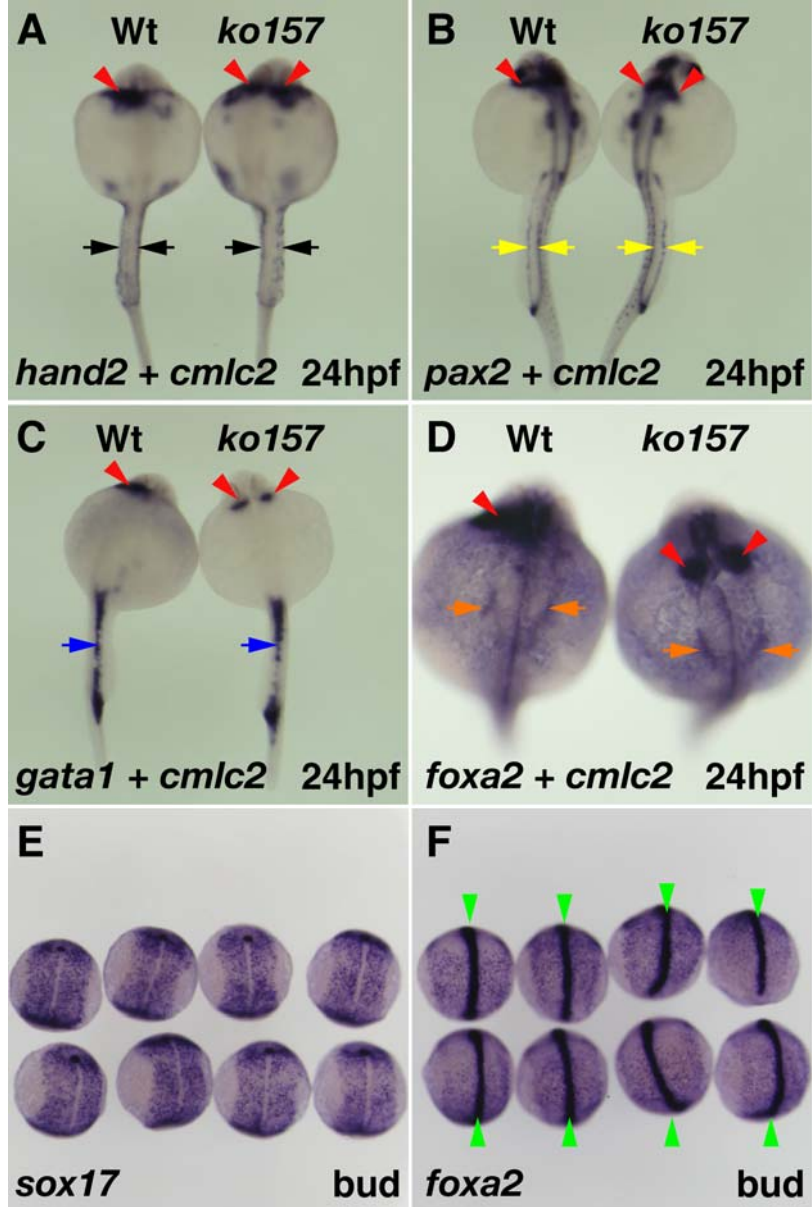 A Wt ko157
hand2 + cmlc2 24hpf
B Wt ko157
pax2 + cmlc2 24hpf
C Wt ko157
gata1 + cmlc2 24hpf
D Wt ko157
foxa2 + cmlc2 24hpf
E
sox17 bud
F
foxa2 bud